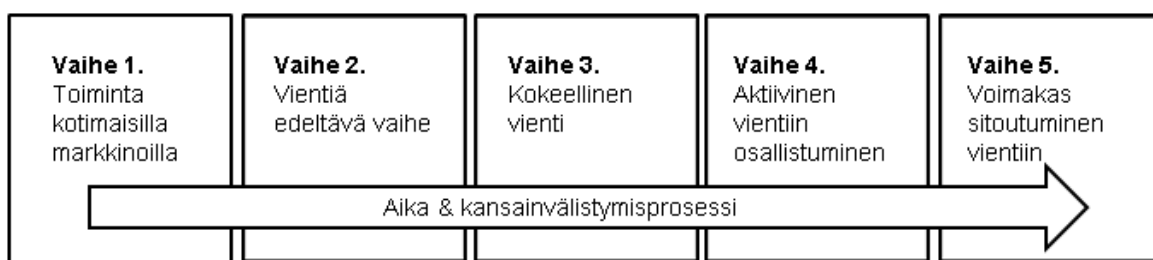 Vaihe 1.
Toiminta
kotimaisilla
markkinoilla
Vaihe 2.
Vientiä
edeltävä vaihe
Vaihe 3.
Kokeellinen
vienti
Vaihe 4.
Aktiivinen
vientiin
osallistuminen
Vaihe 5.
Voimakas
sitoutuminen
vientiin
Aika & kansainvälistymisprosessi